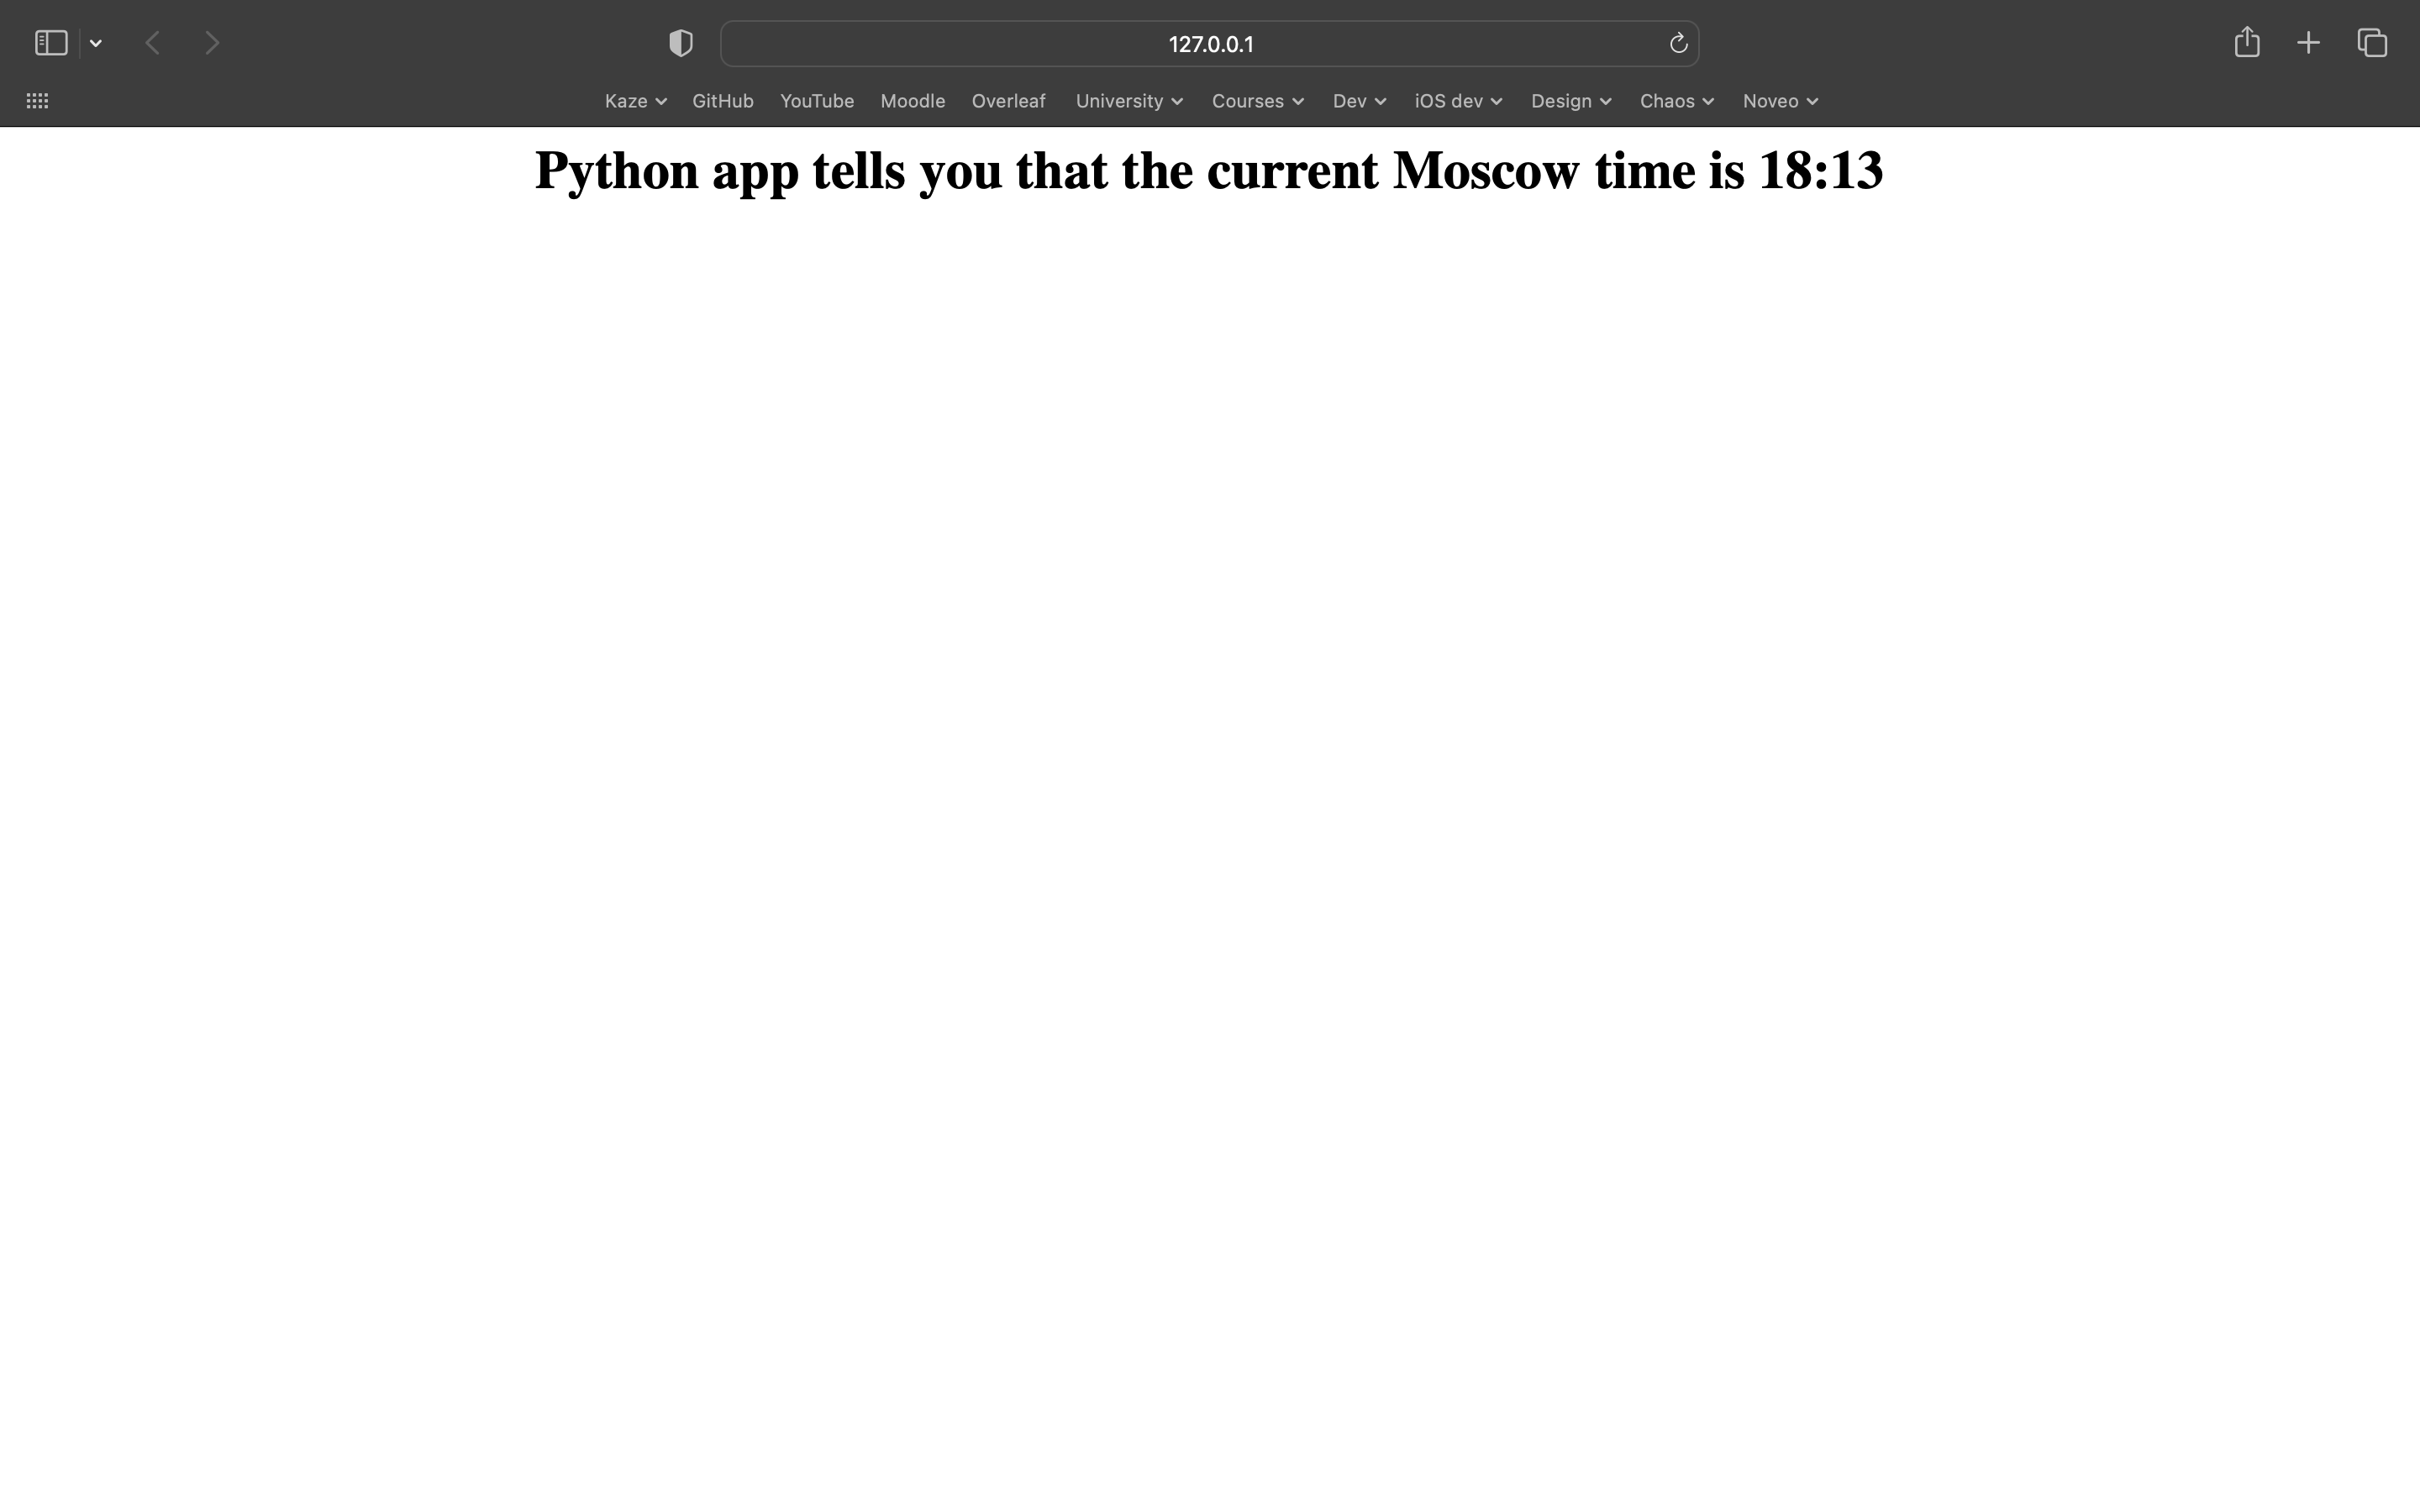 127.0.0.1
Kaze GitHub YouTube Moodle Overleaf University Courses Dev iOS dev Design Chaos Noveo
Python app tells you that the current Moscow time is 18:13